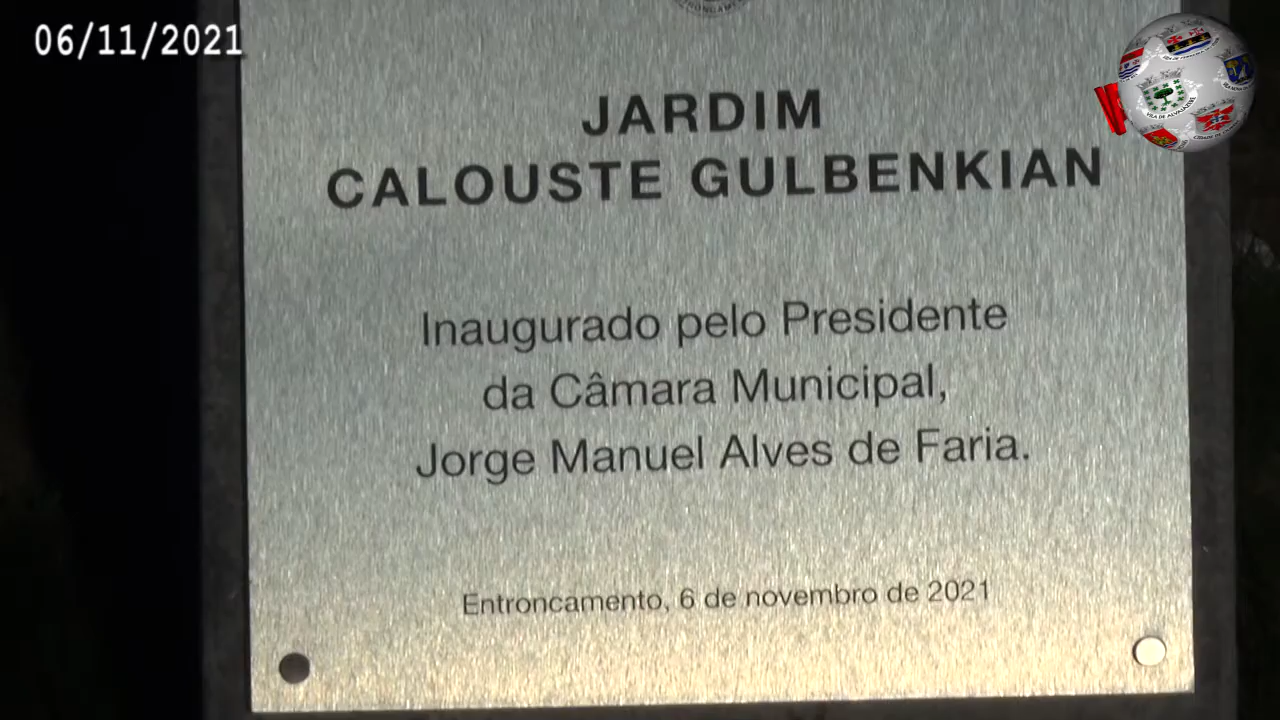 06/11/2021
JARDIM
CALOUSTE GULBENKIAN
Inaugurado pelo Presidente
da Câmara Municipal,
Jorge Manuel Alves de Faria.
Entroncamento, 6 de novembro de 2021